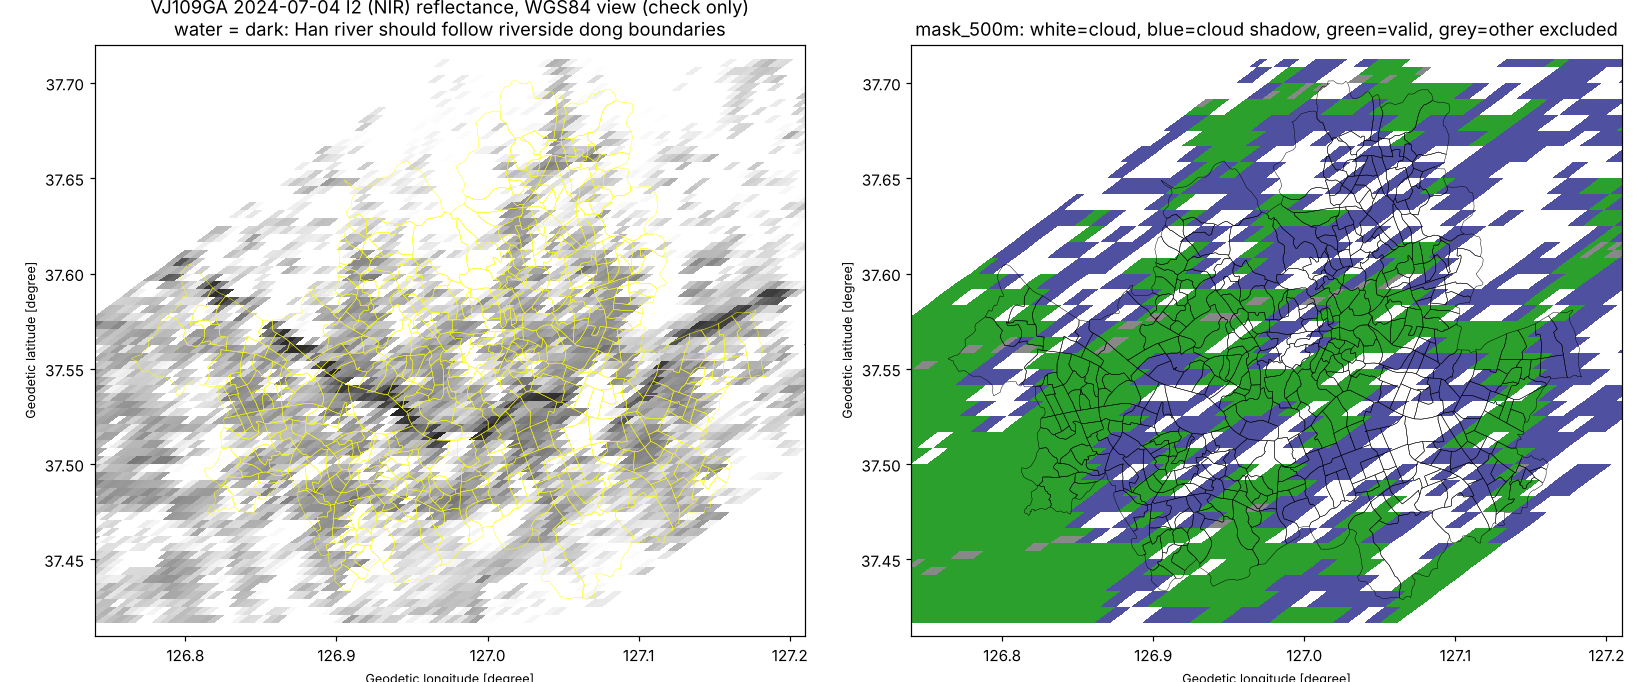 VJ109GA 2024-07-04 I2 (NIR) reflectance, WGS84 view (check only)
water = dark: Han river should follow riverside dong boundaries
37.70
37.65
37.60
37.55
37.50
37.45
Geodetic latitude [degree]
126.8 126.9 127.0 127.1 127.2
Geodetic longitude [degree]
mask_500m: white=cloud, blue=cloud shadow, green=valid, grey=other excluded
37.70
37.65
37.60
37.55
37.50
37.45
Geodetic latitude [degree]
126.8 126.9 127.0 127.1 127.2
Geodetic longitude [degree]